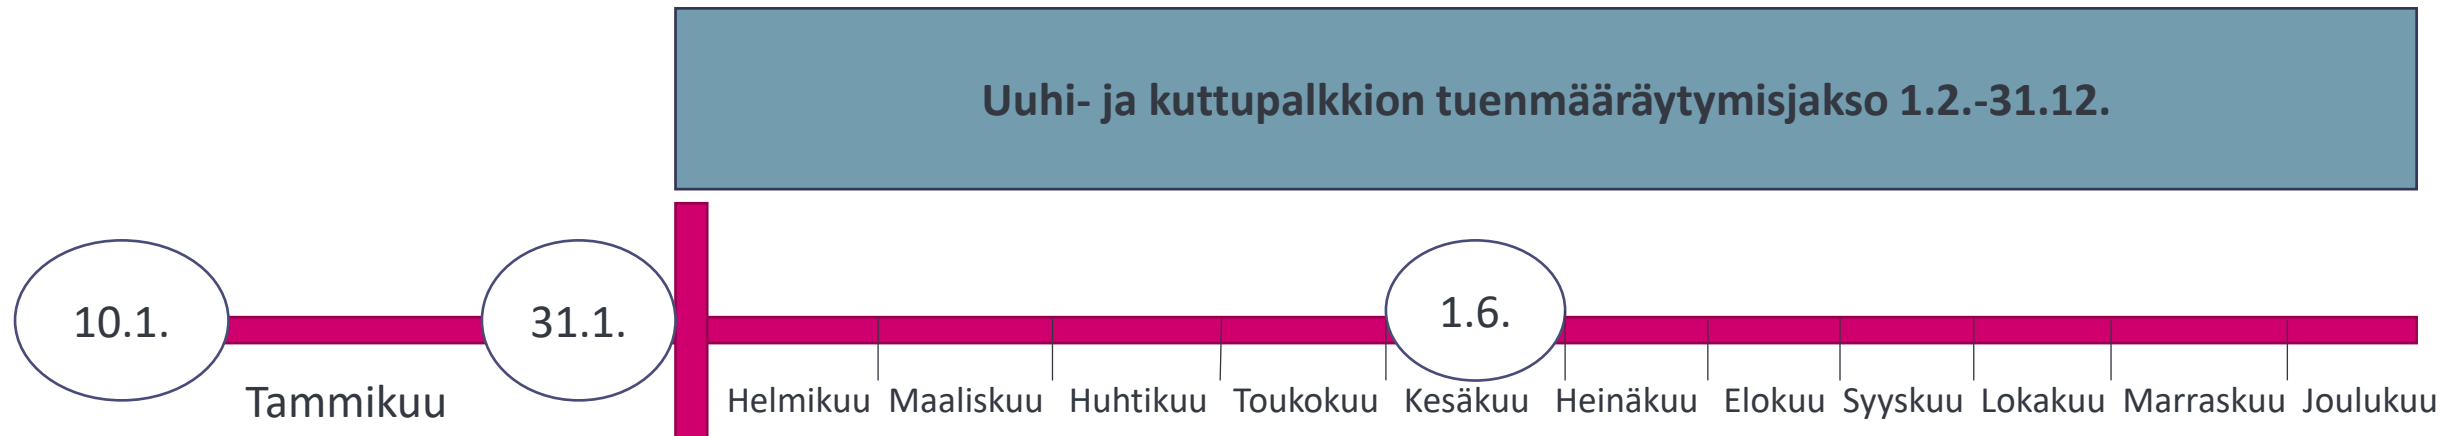 Uuhi- ja kuttupalkkion tuenmääräytymisjakso 1.2.-31.12.
10.1.
31.1.
1.6.
Tammikuu
Helmikuu
Maaliskuu
Huhtikuu
Toukokuu
Kesäkuu
Heinäkuu
Elokuu
Syyskuu
Lokakuu
Marraskuu
Joulukuu